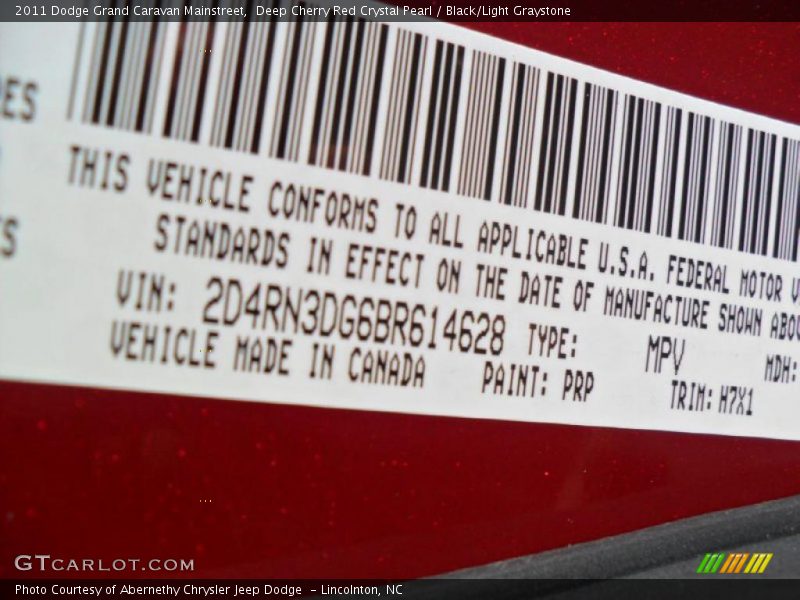 2011 Dodge Grand Caravan Mainstreet,  Deep Cherry Red Crystal Pearl / Black/Light Graystone
THIS VEHICLE CONFORMS TO ALL APPLICABLE U.S.A. FEDERAL MOTOR
STANDARDS IN EFFECT ON THE DATE OF MANUFACTURE SHOWN
VIN: 2D4RN3DG6BR614628 TYPE: MPV MDH:
VEHICLE MADE IN CANADA PAINT: PRP TRIM: H7X1
GTCARLOT.COM
Photo Courtesy of Abernethy Chrysler Jeep Dodge  – Lincolnton, NC